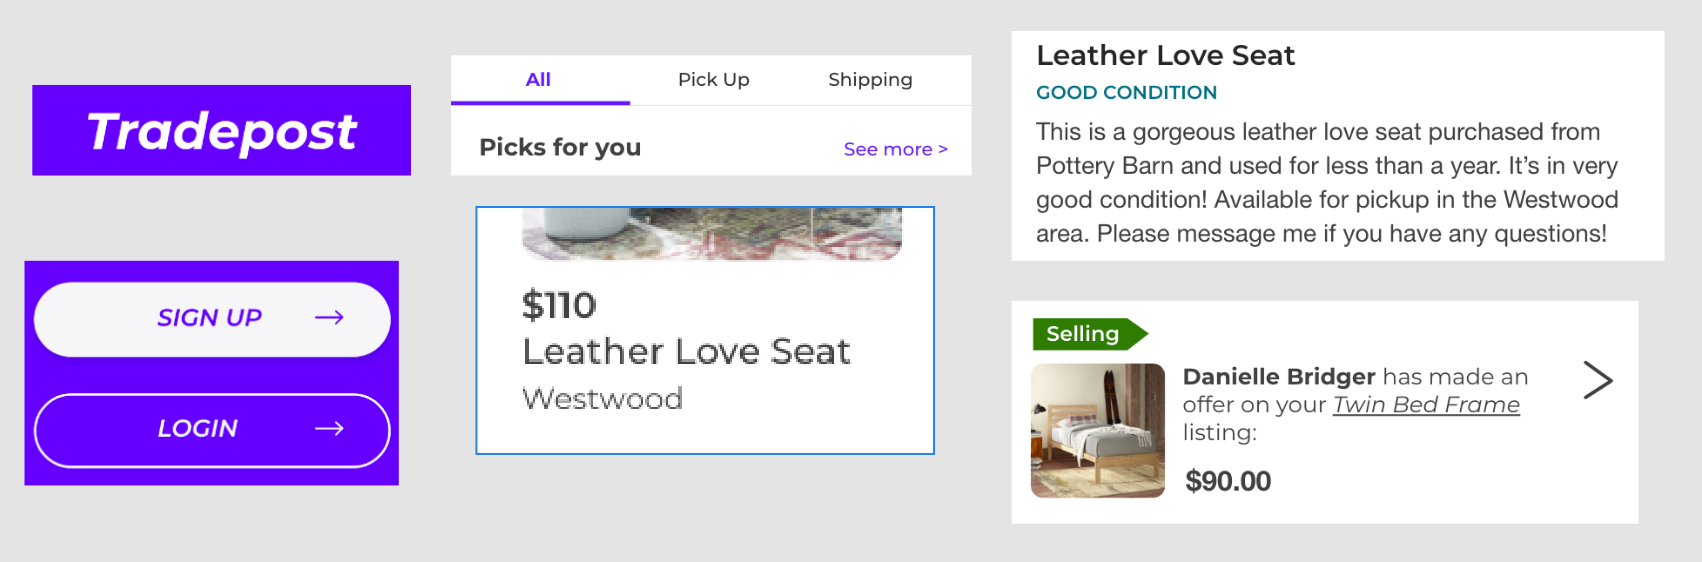 Tradepost
SIGN UP
LOGIN
All Pick Up Shipping
Picks for you See more >
$110
Leather Love Seat
Westwood
Leather Love Seat
GOOD CONDITION
This is a gorgeous leather love seat purchased from
Pottery Barn and used for less than a year. It’s in very
good condition! Available for pickup in the Westwood
area. Please message me if you have any questions!
Selling
Danielle Bridger has made an
offer on your Twin Bed Frame
listing:
$90.00